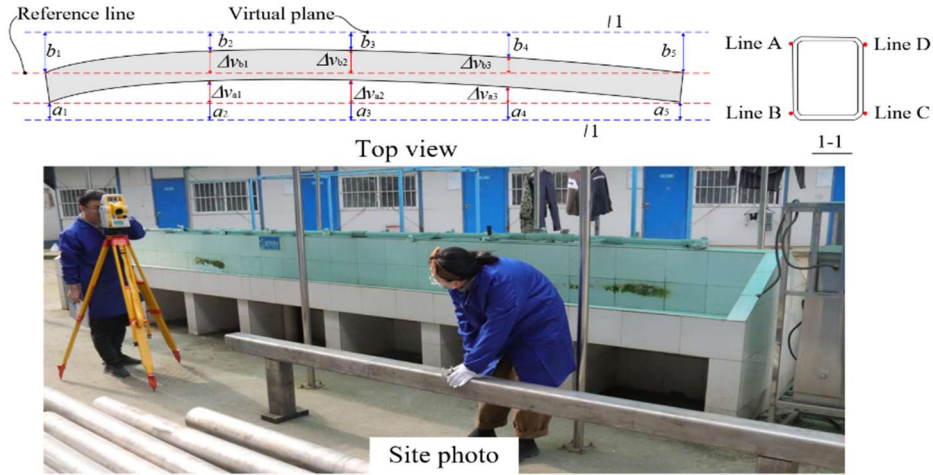 Reference line
Virtual plane
1
b1 b2 b3 b4 b5
Δvb1 Δvb2 Δvb3
Δva1 Δva2 Δva3
a1 a2 a3 a4 a5
1
Line A
Line D
Line B
Line C
1-1
Top view
Site photo